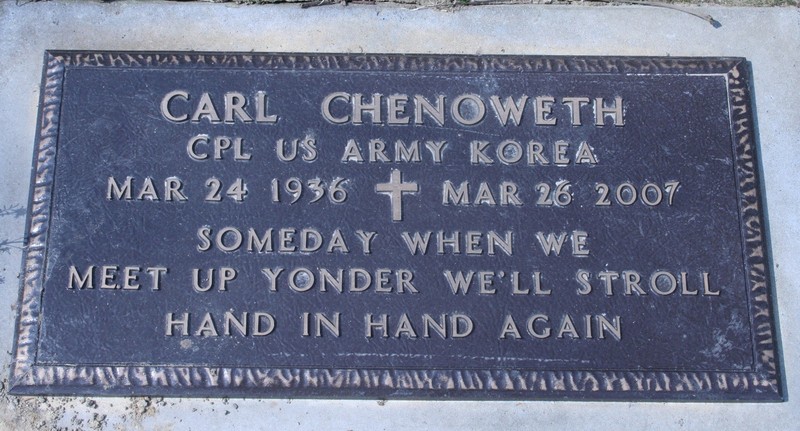 CARL CHENOWETH
CPL US ARMY KOREA
MAR 24 1936 MAR 26 2007
SOMEDAY WHEN WE
MEET UP YONDER WE'LL STROLL
HAND IN HAND AGAIN